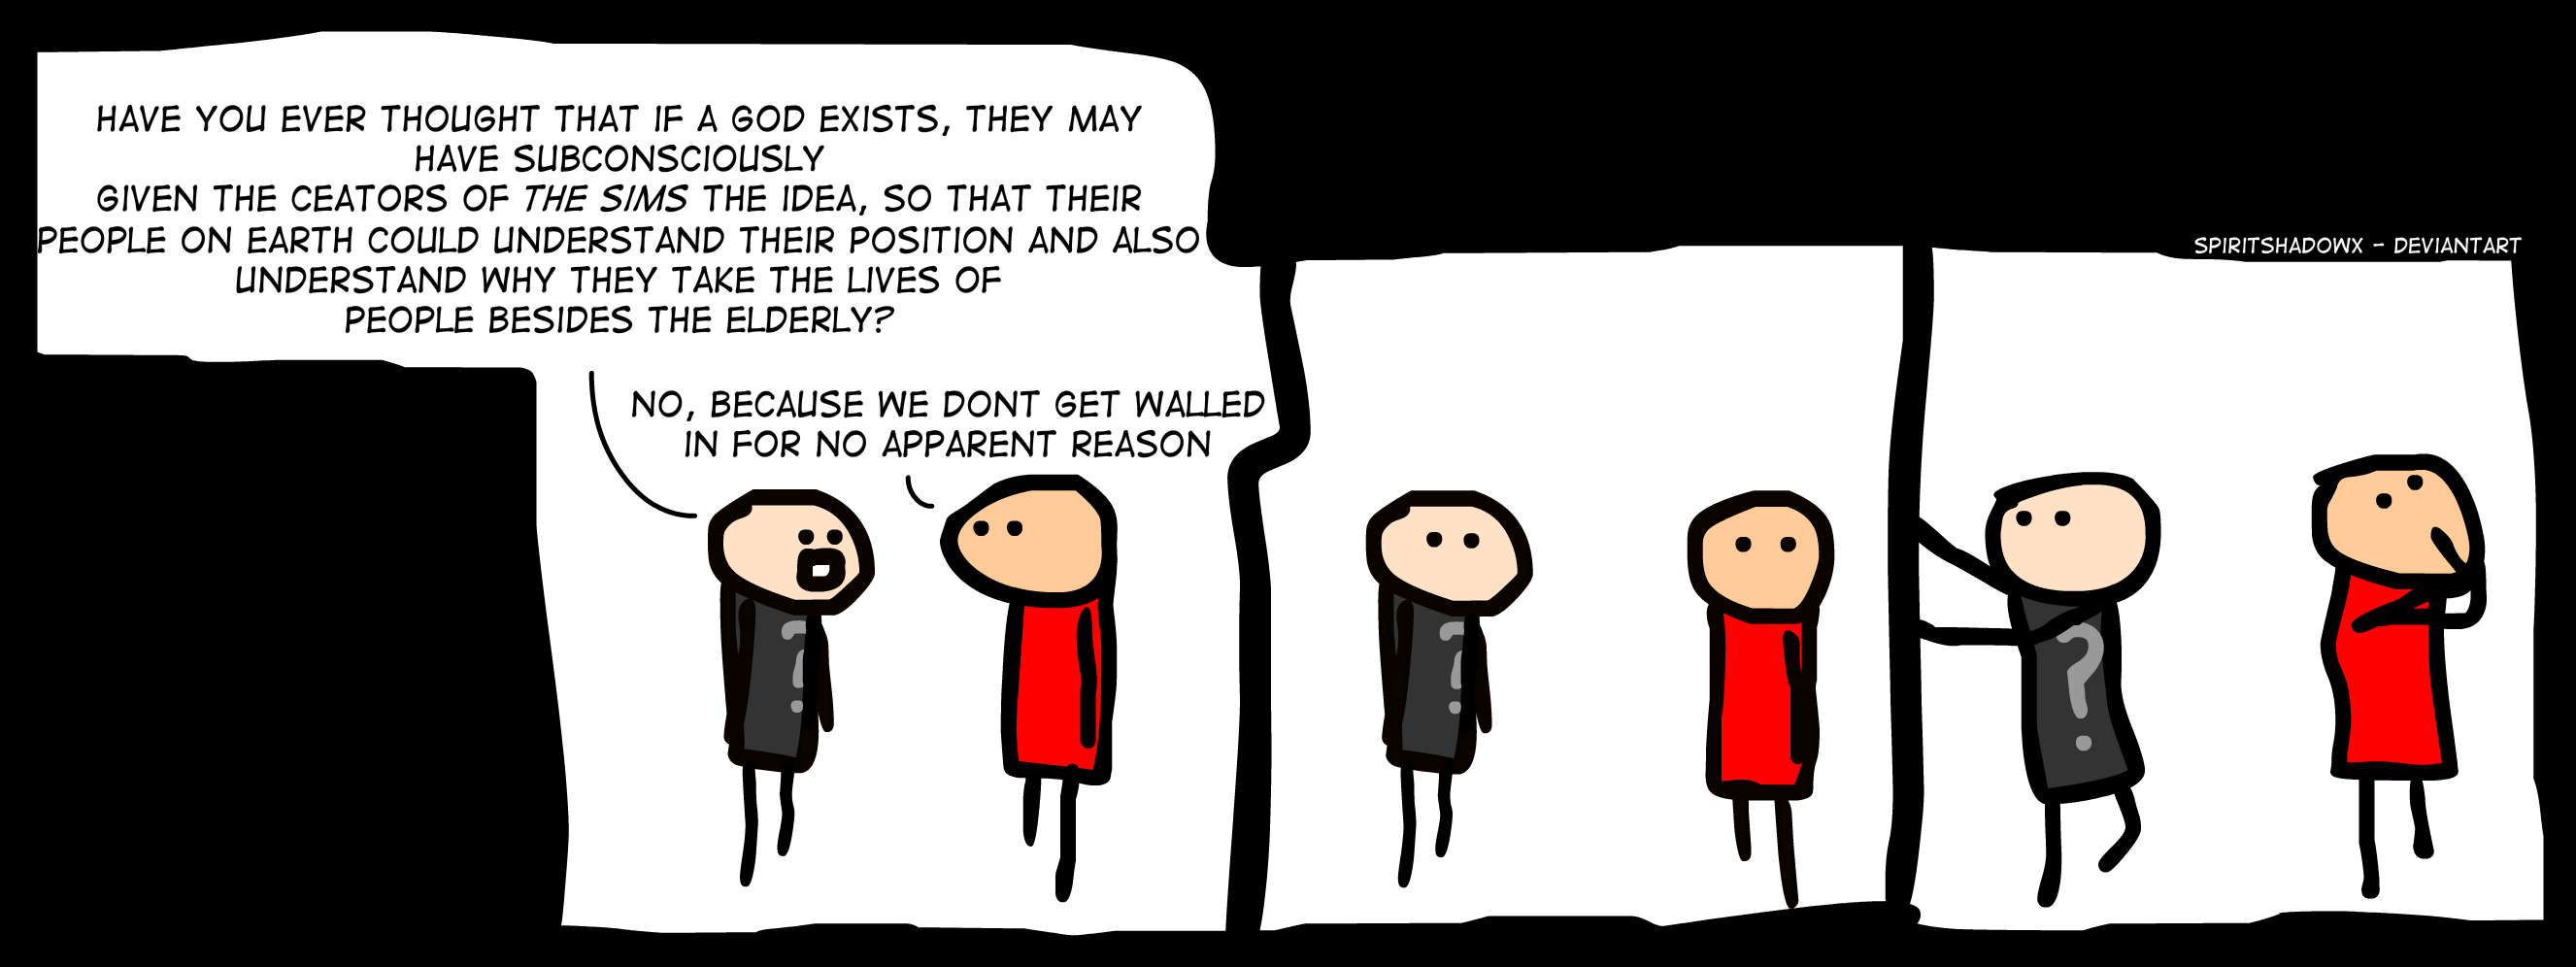 HAVE YOU EVER THOUGHT THAT IF A GOD EXISTS, THEY MAY
HAVE SUBCONSCIOUSLY
GIVEN THE CEATORS OF THE SIMS THE IDEA, SO THAT THEIR
PEOPLE ON EARTH COULD UNDERSTAND THEIR POSITION AND ALSO
UNDERSTAND WHY THEY TAKE THE LIVES OF
PEOPLE BESIDES THE ELDERLY?
NO, BECAUSE WE DONT GET WALLED
IN FOR NO APPARENT REASON
?
?
SPIRITSHADOWX - DEVIANTART
?